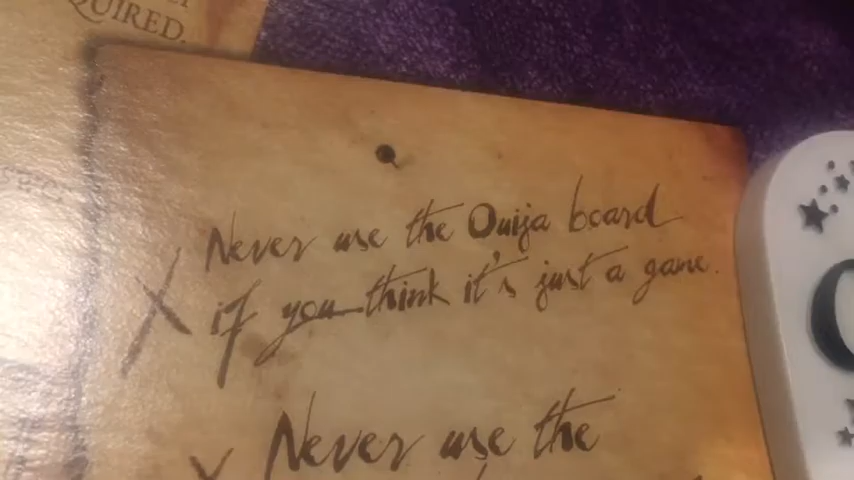 QUIRED.
Never use the Ouija board
X if you think it's just a game.
X Never use the